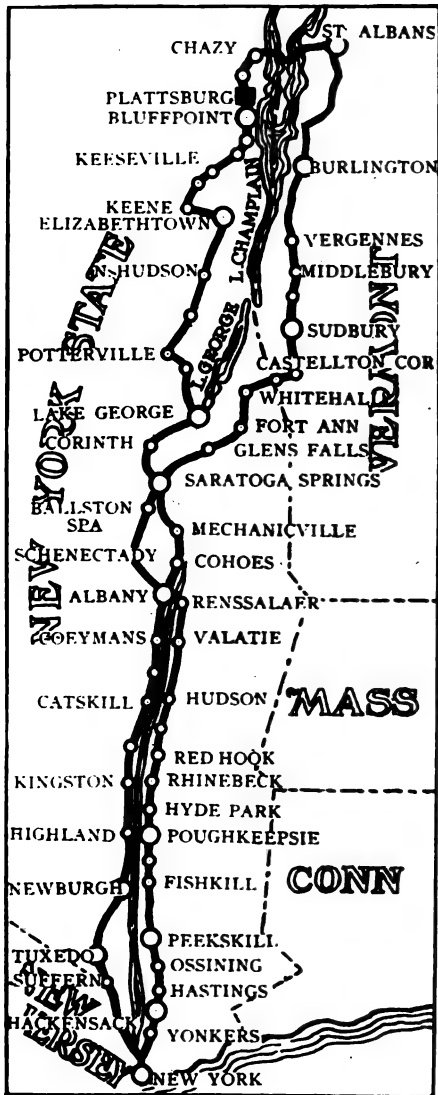 ST. ALBANS
CHAZY
PLATTSBURG
BLUFFPOINT
KEESEVILLE
BURLINGTON
KEENE
ELIZABETHTOWN
L. CHAMPLAIN
VERGENNES
N. HUDSON
MIDDLEBURY
SUDBURY
POTTERVILLE
L. GEORGE
CASTELLTON COR
WHITEHAL
LAKE GEORGE
FORT ANN
CORINTH
GLENS FALLS
VERMONT
NEW YORK STATE
SARATOGA SPRINGS
BALLSTON
SPA
MECHANICVILLE
SCHENECTADY
COHOES
ALBANY
RENSSALAER
COEYMANS
VALATIE
CATSKILL
HUDSON
MASS
RED HOOK
KINGSTON
RHINEBECK
HYDE PARK
HIGHLAND
POUGHKEEPSIE
NEWBURGH
FISHKILL
CONN
PEEKSKILL
TUXEDO
OSSINING
SUFFERN
HASTINGS
NEW JERSEY
HACKENSACK
YONKERS
NEW YORK